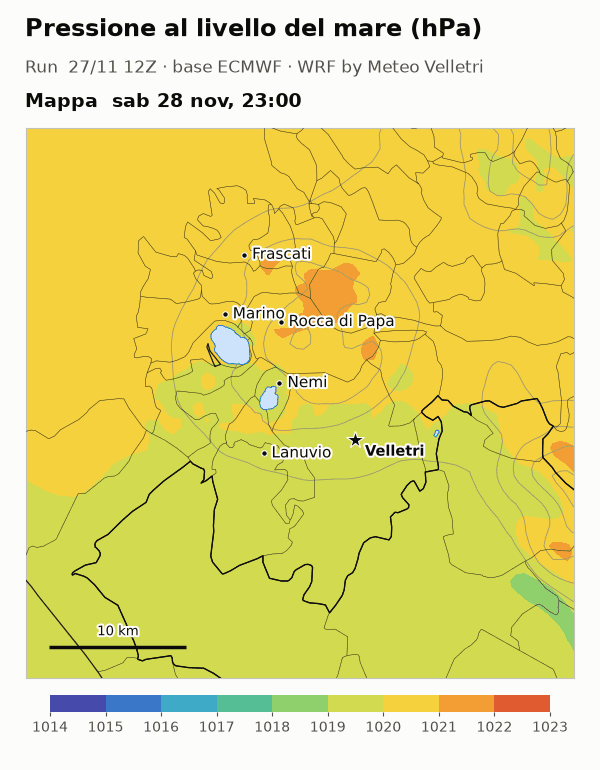 Pressione al livello del mare (hPa)
Run 27/11 12Z · base ECMWF · WRF by Meteo Velletri
Mappa sab 28 nov, 23:00
Frascati
Marino
Rocca di Papa
Nemi
Velletri
Lanuvio
10 km
1014 1015 1016 1017 1018 1019 1020 1021 1022 1023